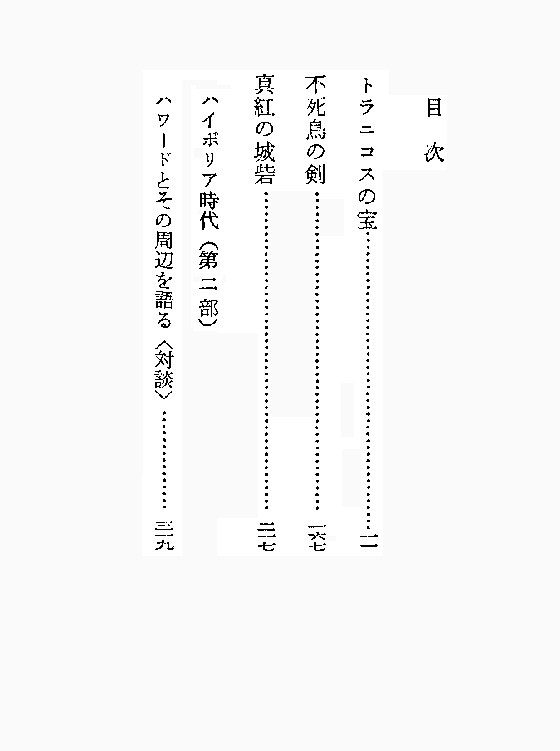 目次
トラニコスの宝……………………………一一
不死鳥の剣……………………………一六七
真紅の城砦……………………………二一七
ハイボリア時代(第二部)
ハワードとその周辺を語る〈対談〉…………三一九